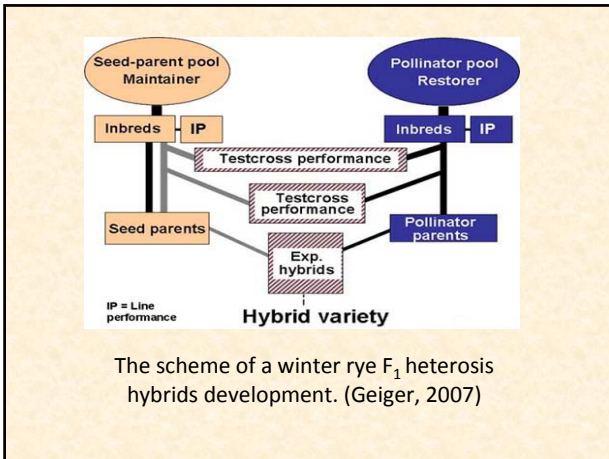 Seed-parent pool
Maintainer
Pollinator pool
Restorer
Inbreds
IP
Inbreds
IP
Testcross performance
Testcross
performance
Seed parents
Pollinator
parents
Exp.
hybrids
IP = Line
performance
Hybrid variety
The scheme of a winter rye F₁ heterosis
hybrids development. (Geiger, 2007)